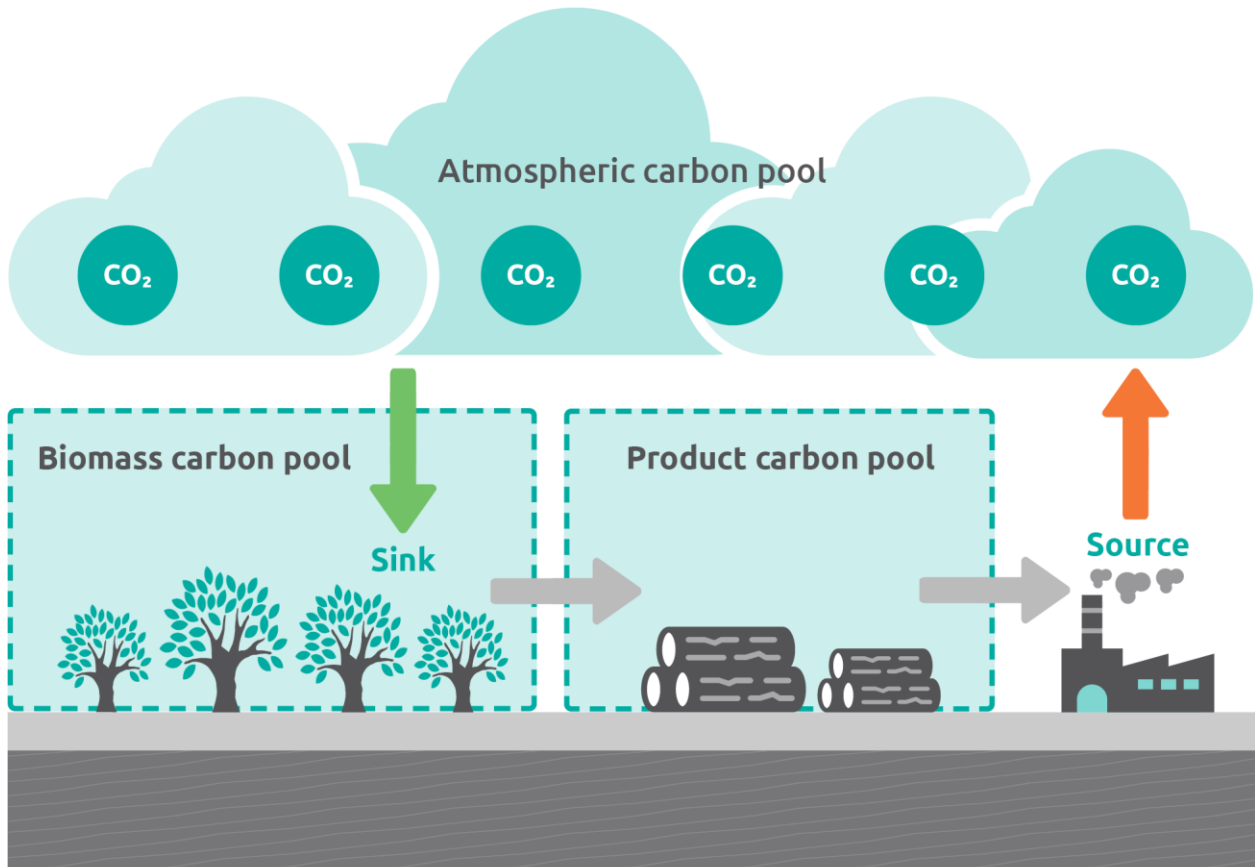 Atmospheric carbon pool
CO₂ CO₂ CO₂ CO₂ CO₂ CO₂
Biomass carbon pool
Product carbon pool
Sink
Source